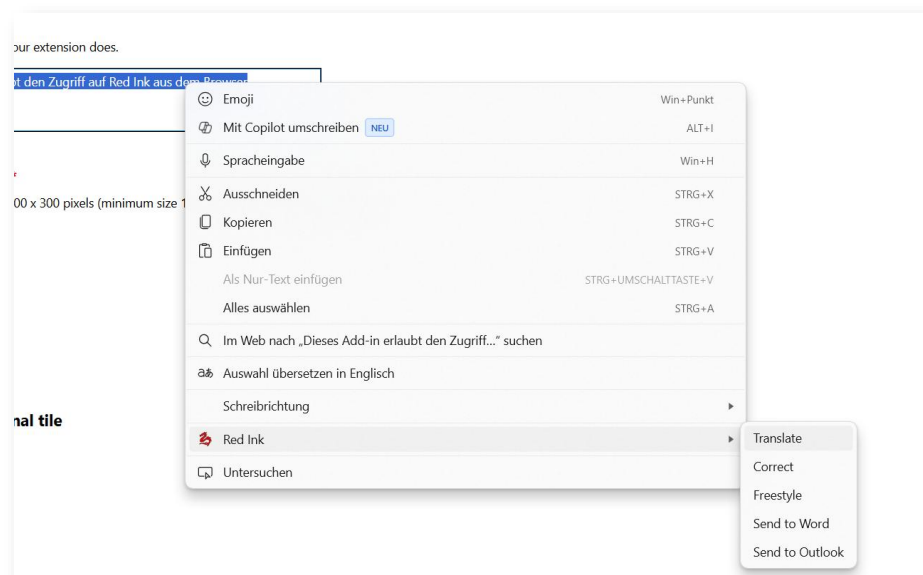 our extension does.
t den Zugriff auf Red Ink aus dem Browser
*
00 x 300 pixels (minimum size 1
nal tile
Emoji Win+Punkt
Mit Copilot umschreiben NEU ALT+I
Spracheingabe Win+H
Ausschneiden STRG+X
Kopieren STRG+C
Einfügen STRG+V
Als Nur-Text einfügen STRG+UMSCHALTTASTE+V
Alles auswählen STRG+A
Im Web nach „Dieses Add-in erlaubt den Zugriff...” suchen
Auswahl übersetzen in Englisch
Schreibrichtung
Red Ink
Untersuchen
Translate
Correct
Freestyle
Send to Word
Send to Outlook